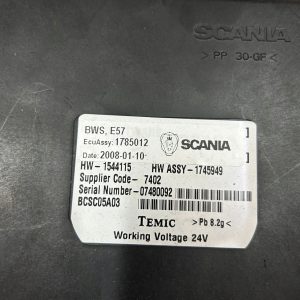 SCANIA
> PP 30-GF <
BWS, E57
EcuAssy: 1785012
Date: 2008-01-10
SCANIA
HW - 1544115 HW ASSY - 1745949
Supplier Code - 7402
Serial Number - 07480092
BCSC05A03
TEMIC > Pb 8.2g <
Working Voltage 24V